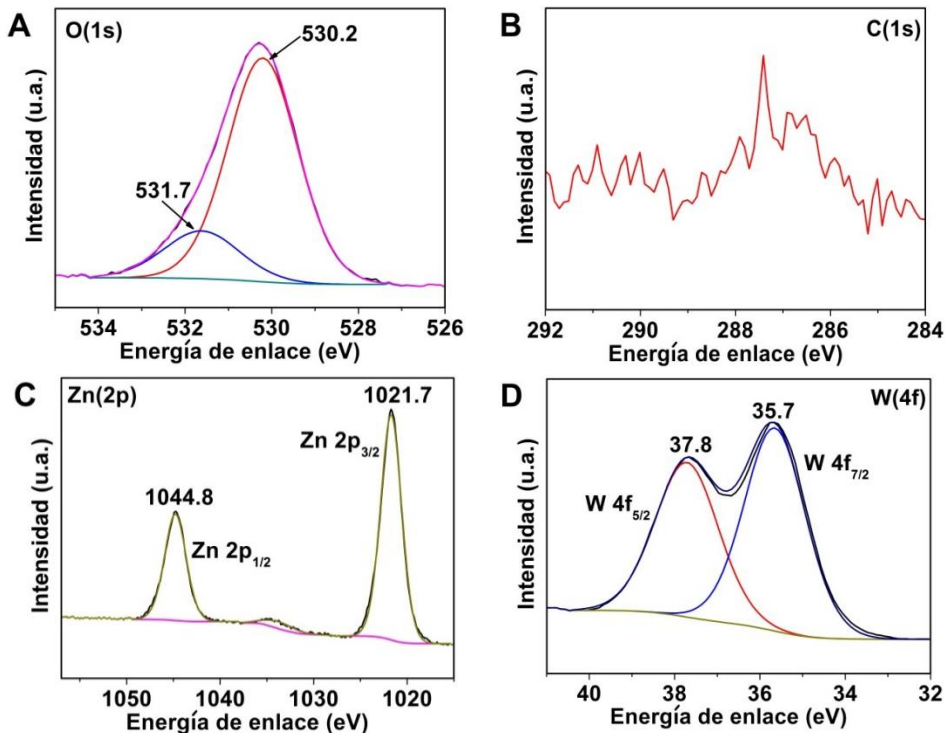 A
O(1s)
530.2
531.7
Intensidad (u.a.)
534 532 530 528 526
Energía de enlace (eV)
B
C(1s)
Intensidad (u.a.)
292 290 288 286 284
Energía de enlace (eV)
C
Zn(2p)
1021.7
Zn 2p3/2
1044.8
Zn 2p1/2
Intensidad (u.a.)
1050 1040 1030 1020
Energía de enlace (eV)
D
W(4f)
35.7
37.8
W 4f7/2
W 4f5/2
Intensidad (u.a.)
40 38 36 34 32
Energía de enlace (eV)